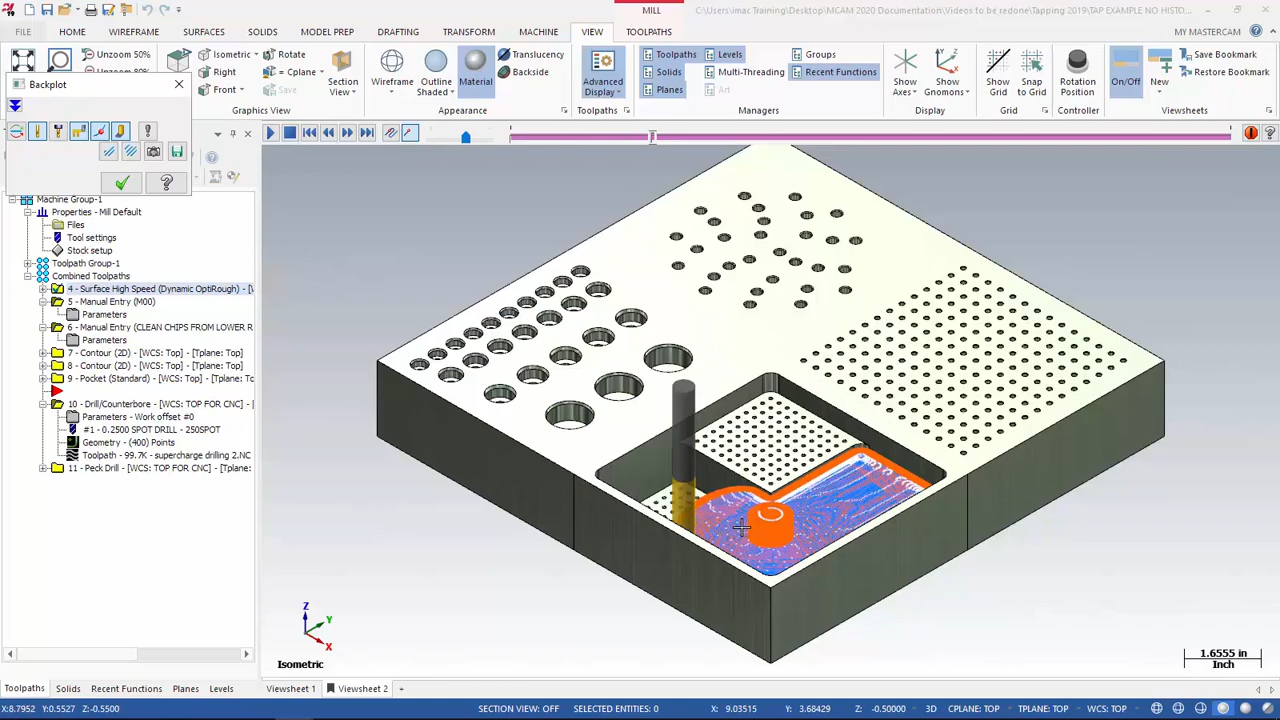 MILL
C:\Users\imac Training\Desktop\MCAM 2020 Documentation\Videos to be redone\Tapping 2019\TAP EXAMPLE NO HISTO...
FILE
HOME
WIREFRAME
SURFACES
SOLIDS
MODEL PREP
DRAFTING
TRANSFORM
MACHINE
VIEW
TOOLPATHS
MY MASTERCAM
Unzoom 50%
Isometric
Right
Front
Rotate
= Cplane
Section
View
Wireframe
Outline
Shaded
Material
Translucency
Backside
Advanced
Display
Toolpaths
Solids
Planes
Levels
Multi-Threading
Art
Groups
Recent Functions
Show
Axes
Show
Gnomons
Grid
Snap
to Grid
Rotation
Position
On/Off
New
Save Bookmark
Restore Bookmark
Graphics View
Appearance
Toolpaths
Managers
Display
Grid
Controller
Viewsheets
Backplot
Machine Group-1
Properties - Mill Default
Files
Tool settings
Stock setup
Toolpath Group-1
Combined Toolpaths
4 - Surface High Speed (Dynamic OptiRough) - [W
5 - Manual Entry (M00)
Parameters
6 - Manual Entry (CLEAN CHIPS FROM LOWER R
Parameters
7 - Contour (2D) - [WCS: Top] - [Tplane: Top]
8 - Contour (2D) - [WCS: Top] - [Tplane: Top]
9 - Pocket (Standard) - [WCS: Top] - [Tplane: Top]
10 - Drill/Counterbore - [WCS: TOP FOR CNC] - [
Parameters - Work offset #0
#1 - 0.2500 SPOT DRILL - 250SPOT
Geometry - (400) Points
Toolpath - 99.7K - supercharge drilling 2.NC
11 - Peck Drill - [WCS: TOP FOR CNC] - [Tplane:
Z
Y
X
Isometric
1.6555 in
Inch
Toolpaths
Solids
Recent Functions
Planes
Levels
Viewsheet 1
Viewsheet 2
+
X:8.7952 Y:0.5527 Z:-0.5500
SECTION VIEW: OFF
SELECTED ENTITIES: 0
X: 9.03515
Y: 3.68429
Z: -0.50000
3D
CPLANE: TOP
TPLANE: TOP
WCS: TOP